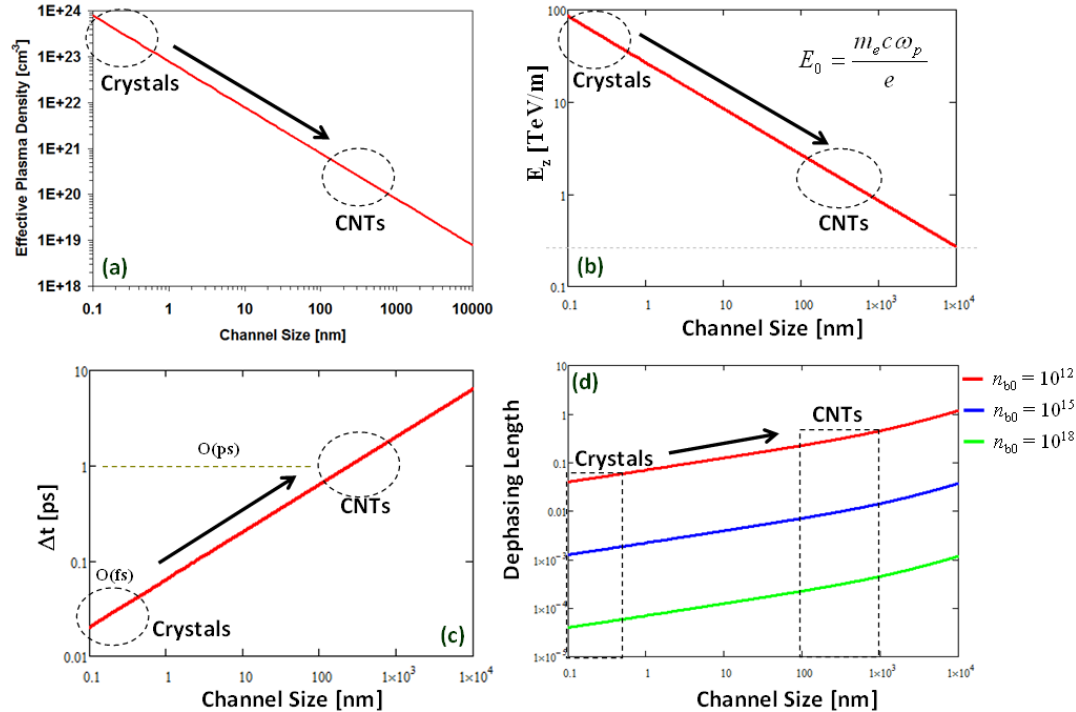 1E+24
1E+23
1E+22
1E+21
1E+20
1E+19
1E+18
Effective Plasma Density [cm³]
Crystals
CNTs
(a)
0.1 1 10 100 1000 10000
Channel Size [nm]
100
10
1
E_z [TeV/m]
Crystals
CNTs
E_0 = m_e c ω_p / e
(b)
0.1
0.1 1 10 100 1×10³ 1×10⁴
Channel Size [nm]
10
1
0.1
0.01
Δt [ps]
O(ps)
CNTs
O(fs)
Crystals
(c)
0.1 1 10 100 1×10³ 1×10⁴
Channel Size [nm]
(d)
10
1
0.1
0.01
1×10⁻³
1×10⁻⁴
1×10⁻⁵
Dephasing Length
CNTs
Crystals
0.1 1 10 100 1×10³ 1×10⁴
Channel Size [nm]
n_b0 = 10¹²
n_b0 = 10¹⁵
n_b0 = 10¹⁸